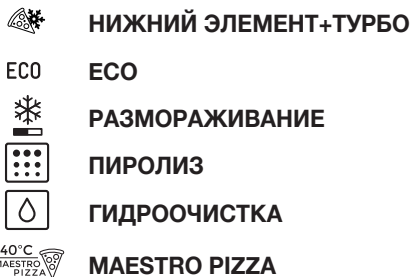 НИЖНИЙ ЭЛЕМЕНТ+ТУРБО
ECO ECO
РАЗМОРАЖИВАНИЕ
ПИРОЛИЗ
ГИДРООЧИСТКА
40°C
MAESTRO
PIZZA
MAESTRO PIZZA